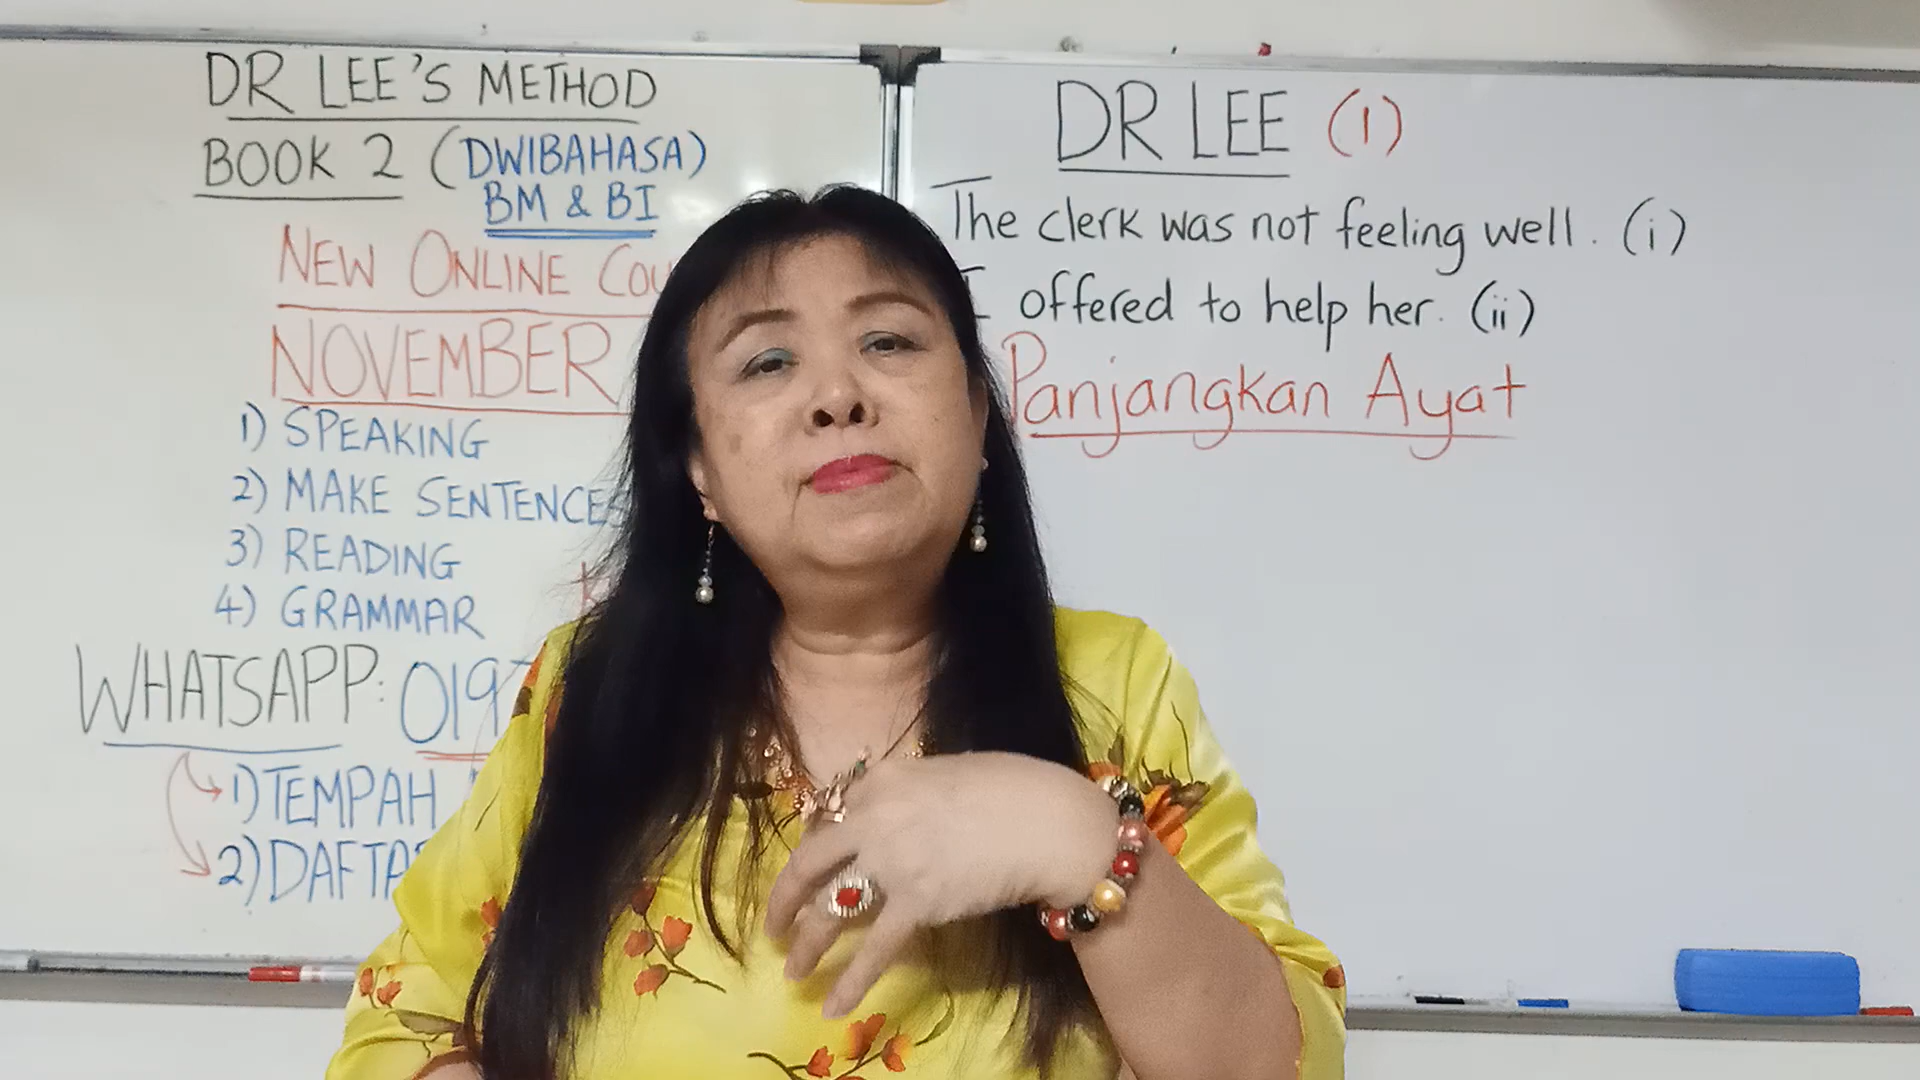 DR LEE'S METHOD
BOOK 2 (DWIBAHASA)
BM & BI
NEW ONLINE
NOVEMBER
1) SPEAKING
2) MAKE SENTENCES
3) READING
4) GRAMMAR
WHATSAPP: 019
1) TEMPAH
2) DAFTA
DR LEE (1)
The clerk was not feeling well. (i)
I offered to help her. (ii)
Panjangkan Ayat